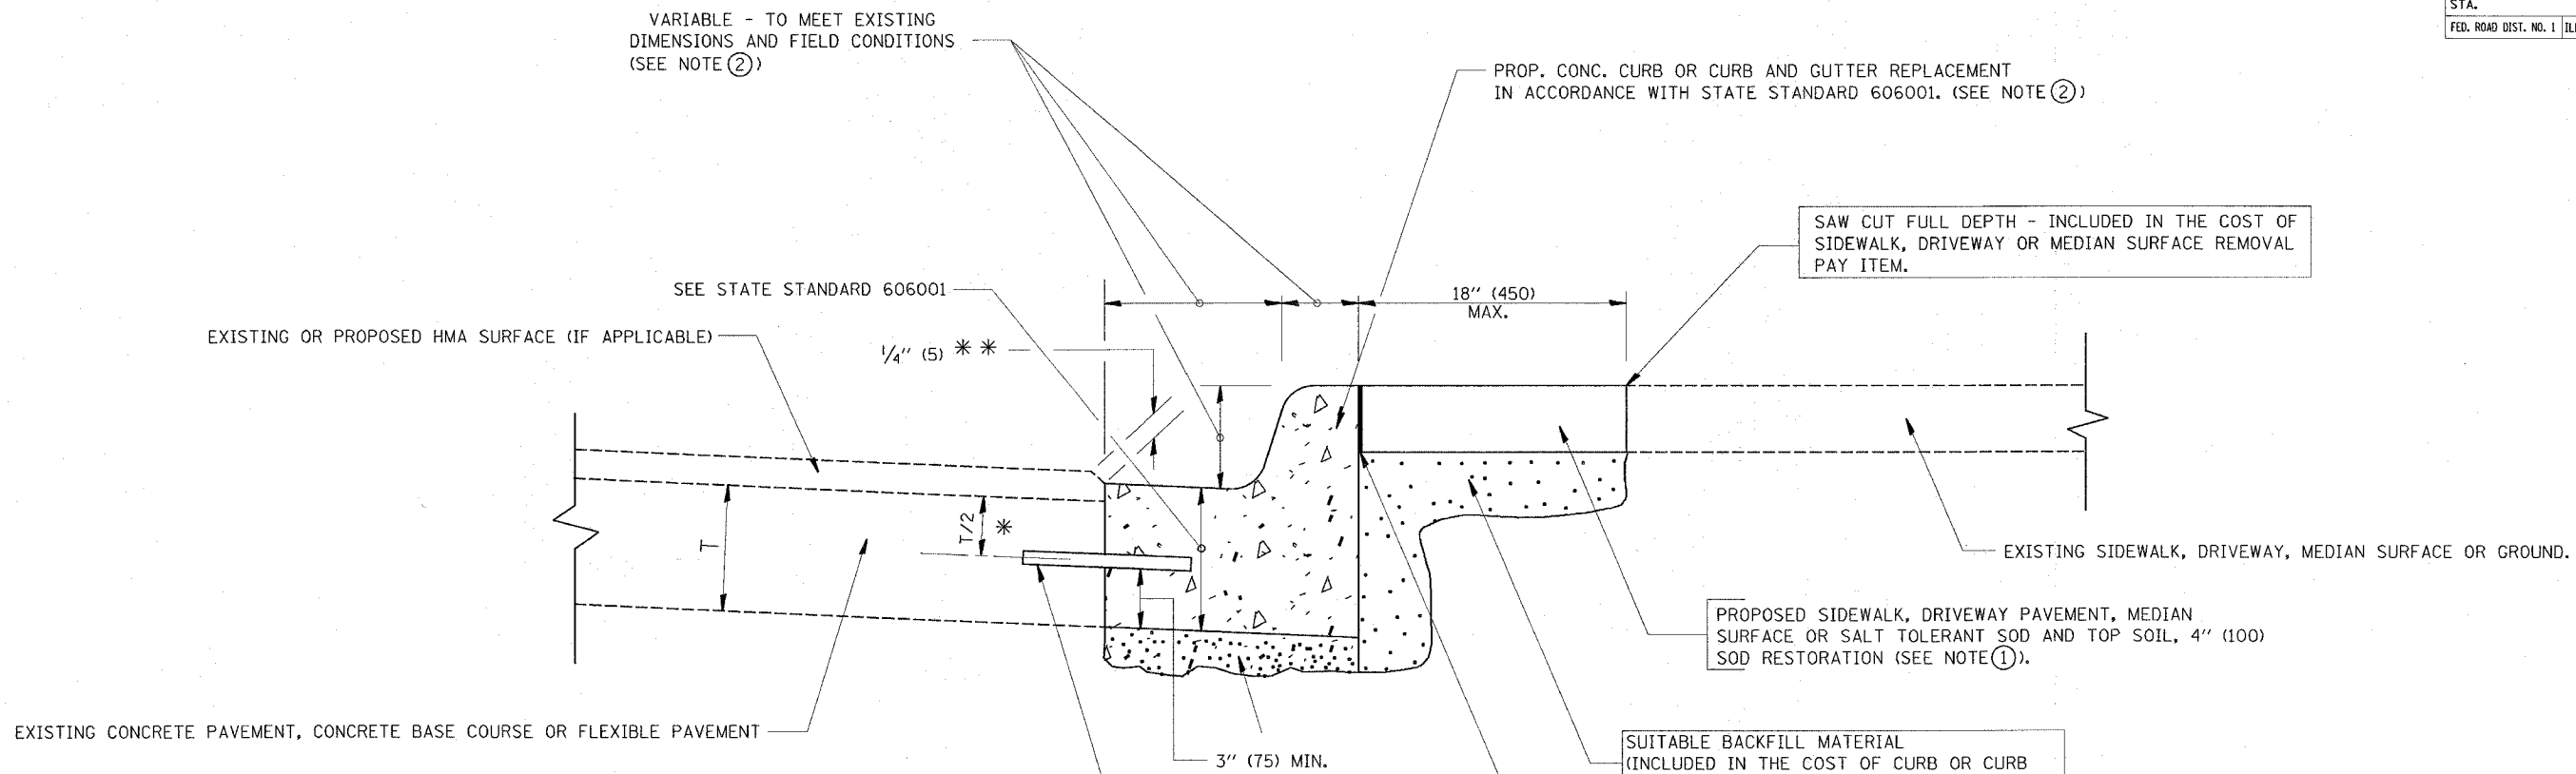 STA.
FED. ROAD DIST. NO. 1
VARIABLE - TO MEET EXISTING
DIMENSIONS AND FIELD CONDITIONS
(SEE NOTE ②)
PROP. CONC. CURB OR CURB AND GUTTER REPLACEMENT
IN ACCORDANCE WITH STATE STANDARD 606001. (SEE NOTE ②)
SAW CUT FULL DEPTH - INCLUDED IN THE COST OF
SIDEWALK, DRIVEWAY OR MEDIAN SURFACE REMOVAL
PAY ITEM.
SEE STATE STANDARD 606001
18" (450)
MAX.
EXISTING OR PROPOSED HMA SURFACE (IF APPLICABLE)
1/4" (5) * *
T
T/2 *
EXISTING SIDEWALK, DRIVEWAY, MEDIAN SURFACE OR GROUND.
PROPOSED SIDEWALK, DRIVEWAY PAVEMENT, MEDIAN
SURFACE OR SALT TOLERANT SOD AND TOP SOIL, 4" (100)
SOD RESTORATION (SEE NOTE ①).
EXISTING CONCRETE PAVEMENT, CONCRETE BASE COURSE OR FLEXIBLE PAVEMENT
3" (75) MIN.
SUITABLE BACKFILL MATERIAL
(INCLUDED IN THE COST OF CURB OR CURB